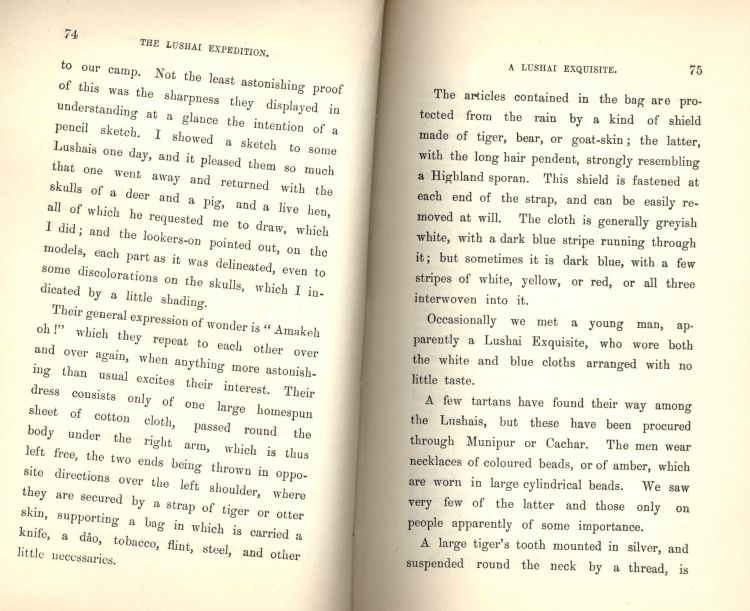 74
THE LUSHAI EXPEDITION.
to our camp. Not the least astonishing proof
of this was the sharpness they displayed in
understanding at a glance the intention of a
pencil sketch. I showed a sketch to some
Lushais one day, and it pleased them so much
that one went away and returned with the
skulls of a deer and a pig, and a live hen,
all of which he requested me to draw, which
I did; and the lookers-on pointed out, on the
models, each part as it was delineated, even to
some discolorations on the skulls, which I in-
dicated by a little shading.
Their general expression of wonder is “Amakeh
oh!” which they repeat to each other over
and over again, when anything more astonish-
ing than usual excites their interest. Their
dress consists only of one large homespun
sheet of cotton cloth, passed round the
body under the right arm, which is thus
left free, the two ends being thrown in oppo-
site directions over the left shoulder, where
they are secured by a strap of tiger or otter
skin, supporting a bag in which is carried a
knife, a dâo, tobacco, flint, steel, and other
little necessaries.
A LUSHAI EXQUISITE.
75
The articles contained in the bag are pro-
tected from the rain by a kind of shield
made of tiger, bear, or goat-skin; the latter,
with the long hair pendent, strongly resembling
a Highland sporan. This shield is fastened at
each end of the strap, and can be easily re-
moved at will. The cloth is generally greyish
white, with a dark blue stripe running through
it; but sometimes it is dark blue, with a few
stripes of white, yellow, or red, or all three
interwoven into it.
Occasionally we met a young man, ap-
parently a Lushai Exquisite, who wore both
the white and blue cloths arranged with no
little taste.
A few tartans have found their way among
the Lushais, but these have been procured
through Munipur or Cachar. The men wear
necklaces of coloured beads, or of amber, which
are worn in large cylindrical beads. We saw
very few of the latter and those only on
people apparently of some importance.
A large tiger's tooth mounted in silver, and
suspended round the neck by a thread, is